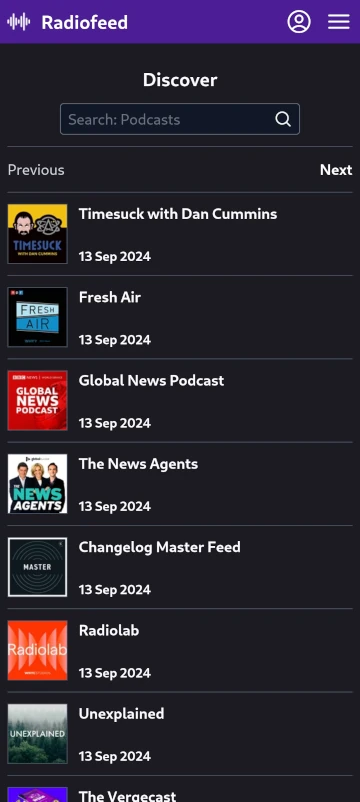 Radiofeed
Discover
Search: Podcasts
Previous
Next
TIMESUCK
WITH DAN CUMMINS
Timesuck with Dan Cummins
13 Sep 2024
FRESH
AIR
Fresh Air
13 Sep 2024
BBC NEWS
GLOBAL
NEWS
PODCAST
Global News Podcast
13 Sep 2024
THE
NEWS
AGENTS
The News Agents
13 Sep 2024
MASTER
Changelog Master Feed
13 Sep 2024
Radiolab
Radiolab
13 Sep 2024
UNEXPLAINED
Unexplained
13 Sep 2024
The Vergecast